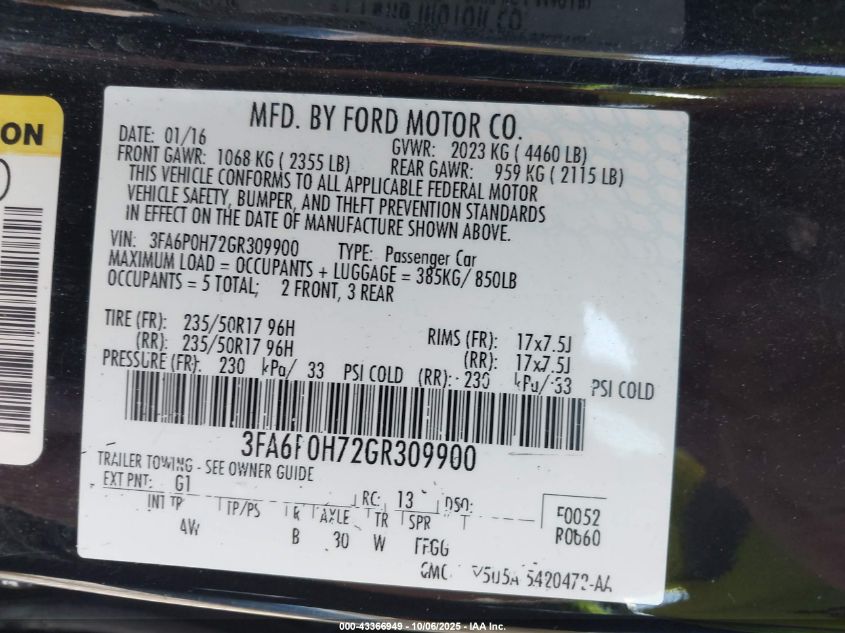 ON
MFD. BY FORD MOTOR CO.
DATE: 01/16 GVWR: 2023 KG ( 4460 LB)
FRONT GAWR: 1068 KG ( 2355 LB) REAR GAWR: 959 KG ( 2115 LB)
THIS VEHICLE CONFORMS TO ALL APPLICABLE FEDERAL MOTOR
VEHICLE SAFETY, BUMPER, AND THEFT PREVENTION STANDARDS
IN EFFECT ON THE DATE OF MANUFACTURE SHOWN ABOVE.
VIN: 3FA6P0H72GR309900 TYPE: Passenger Car
MAXIMUM LOAD = OCCUPANTS + LUGGAGE = 385KG/ 850LB
OCCUPANTS = 5 TOTAL; 2 FRONT, 3 REAR
TIRE (FR): 235/50R17 96H RIMS (FR): 17x7.5J
(RR): 235/50R17 96H (RR): 17x7.5J
PRESSURE (FR): 230 kPa/ 33 PSI COLD (RR): 230 kPa/ 33 PSI COLD
3FA6P0H72GR309900
TRAILER TOWING - SEE OWNER GUIDE
EXT PNT: G1 RC: 13 DSO:
INT TR TP/PS R AXLE TR SPR T
4W B 30 W FFGG
F0052
R0660
000-43366949 - 10/06/2025 - IAA Inc.